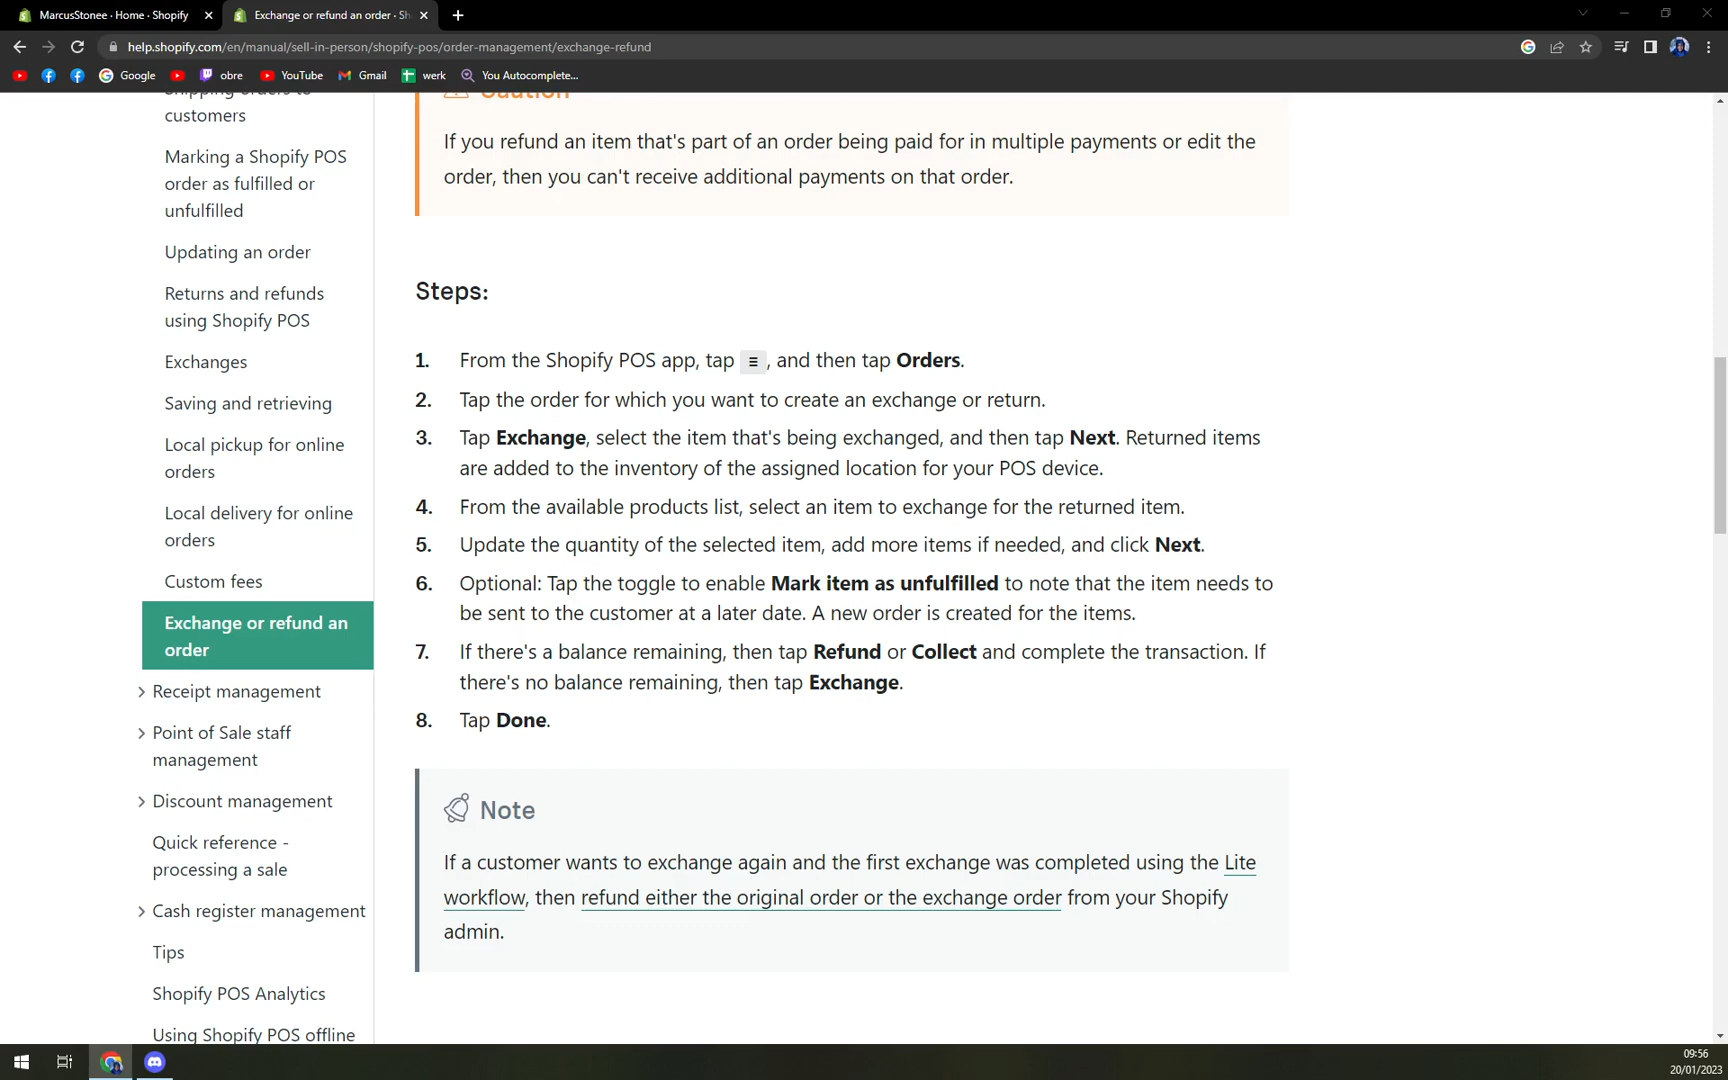 MarcusStonee · Home · Shopify
Exchange or refund an order · Sh
help.shopify.com/en/manual/sell-in-person/shopify-pos/order-management/exchange-refund
Google
obre
YouTube
Gmail
werk
You Autocomplete...
Shipping orders to
customers
Marking a Shopify POS
order as fulfilled or
unfulfilled
Updating an order
Returns and refunds
using Shopify POS
Exchanges
Saving and retrieving
Local pickup for online
orders
Local delivery for online
orders
Custom fees
Exchange or refund an
order
Receipt management
Point of Sale staff
management
Discount management
Quick reference -
processing a sale
Cash register management
Tips
Shopify POS Analytics
Using Shopify POS offline
Caution
If you refund an item that's part of an order being paid for in multiple payments or edit the
order, then you can't receive additional payments on that order.
Steps:
1. From the Shopify POS app, tap ≡, and then tap Orders.
2. Tap the order for which you want to create an exchange or return.
3. Tap Exchange, select the item that's being exchanged, and then tap Next. Returned items
are added to the inventory of the assigned location for your POS device.
4. From the available products list, select an item to exchange for the returned item.
5. Update the quantity of the selected item, add more items if needed, and click Next.
6. Optional: Tap the toggle to enable Mark item as unfulfilled to note that the item needs to
be sent to the customer at a later date. A new order is created for the items.
7. If there's a balance remaining, then tap Refund or Collect and complete the transaction. If
there's no balance remaining, then tap Exchange.
8. Tap Done.
Note
If a customer wants to exchange again and the first exchange was completed using the Lite
workflow, then refund either the original order or the exchange order from your Shopify
admin.
09:56
20/01/2023